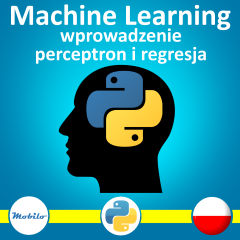 Machine Learning
wprowadzenie
perceptron i regresja
Mobilo